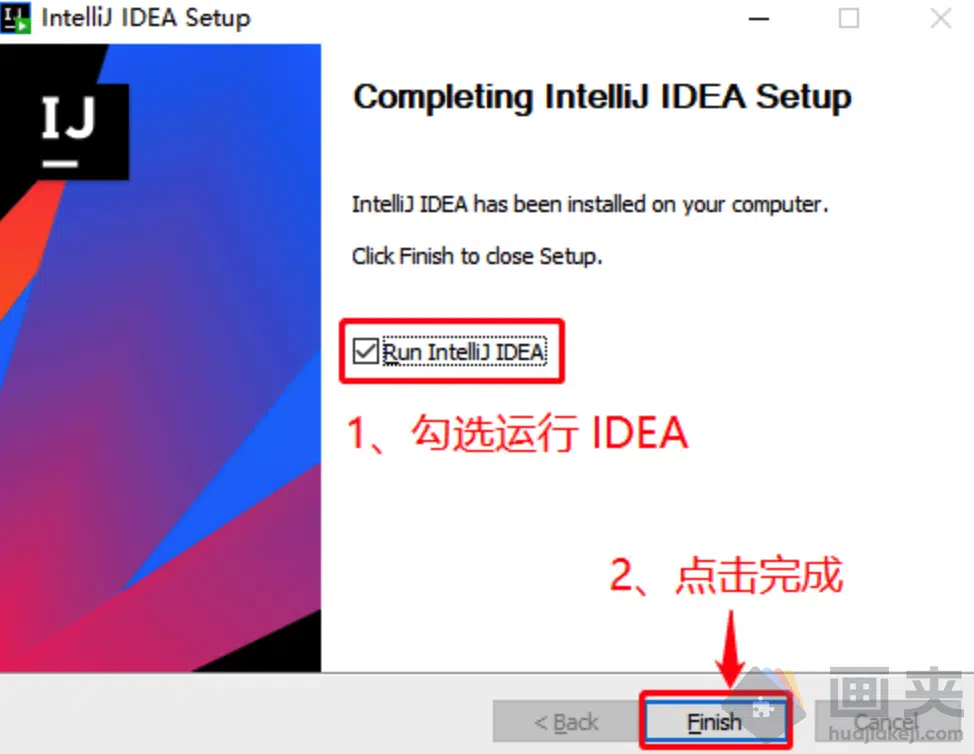 IntelliJ IDEA Setup
IJ
Completing IntelliJ IDEA Setup
IntelliJ IDEA has been installed on your computer.
Click Finish to close Setup.
Run IntelliJ IDEA
1、勾选运行 IDEA
2、点击完成
< Back
Finish
Cancel
画夹
huajiakeji.com